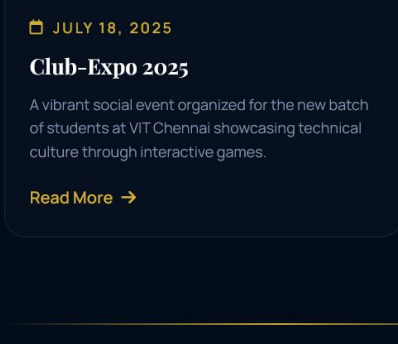 JULY 18, 2025
Club-Expo 2025
A vibrant social event organized for the new batch
of students at VIT Chennai showcasing technical
culture through interactive games.
Read More →